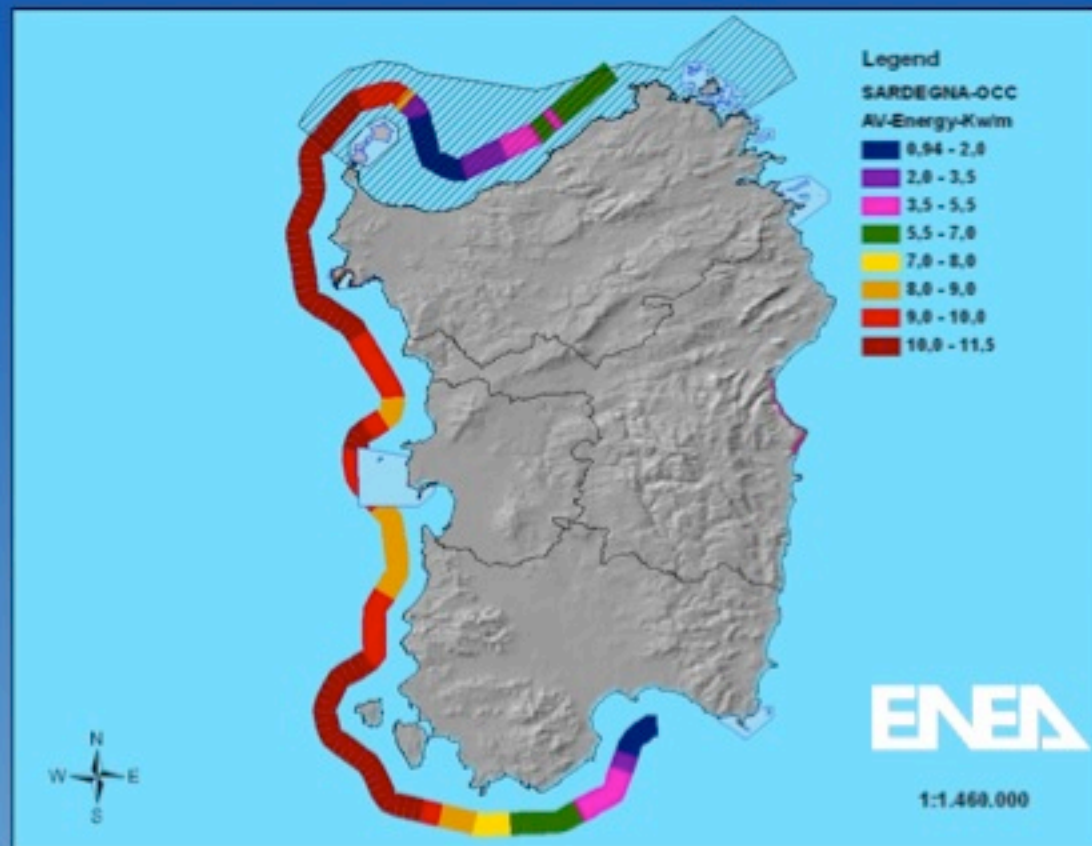 Legend
SARDEGNA-OCC
AV-Energy-Kw/m
0,94 - 2,0
2,0 - 3,5
3,5 - 5,5
5,5 - 7,0
7,0 - 8,0
8,0 - 9,0
9,0 - 10,0
10,0 - 11,5
N
W E
S
ENEA
1:1.460.000